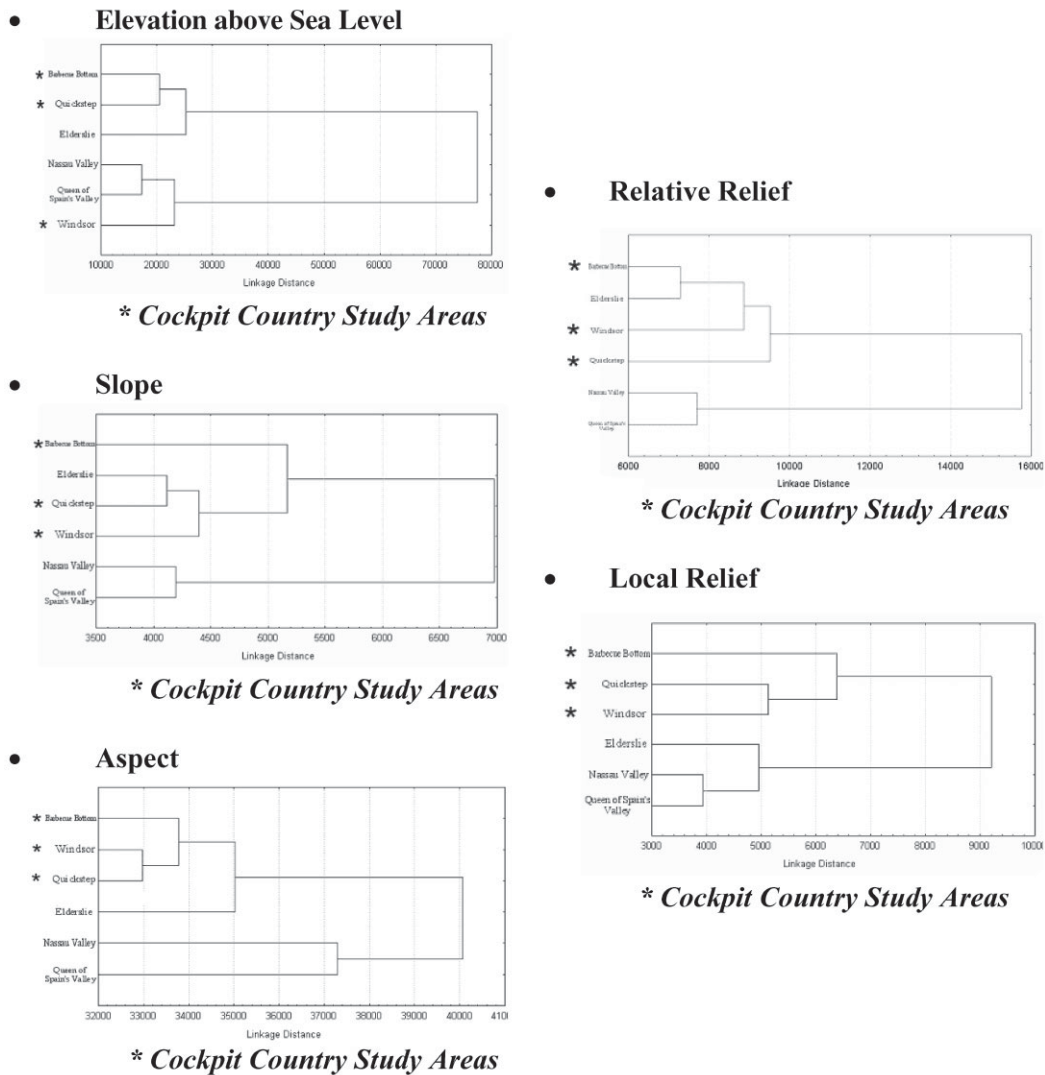 • Elevation above Sea Level
* Barbecue Bottom
* Quickstep
Elderslie
Nassau Valley
Queen of
Spain's Valley
* Windsor
10000 20000 30000 40000 50000 60000 70000 80000
Linkage Distance
* Cockpit Country Study Areas
• Slope
* Barbecue Bottom
Elderslie
* Quickstep
* Windsor
Nassau Valley
Queen of
Spain's Valley
3500 4000 4500 5000 5500 6000 6500 7000
Linkage Distance
* Cockpit Country Study Areas
• Aspect
* Barbecue Bottom
* Windsor
* Quickstep
Elderslie
Nassau Valley
Queen of
Spain's Valley
32000 33000 34000 35000 36000 37000 38000 39000 40000 4100
Linkage Distance
* Cockpit Country Study Areas
• Relative Relief
* Barbecue Bottom
Elderslie
* Windsor
* Quickstep
Nassau Valley
Queen of Spain's
Valley
6000 8000 10000 12000 14000 16000
Linkage Distance
* Cockpit Country Study Areas
• Local Relief
* Barbecue Bottom
* Quickstep
* Windsor
Elderslie
Nassau Valley
Queen of Spain's
Valley
3000 4000 5000 6000 7000 8000 9000 10000
Linkage Distance
* Cockpit Country Study Areas